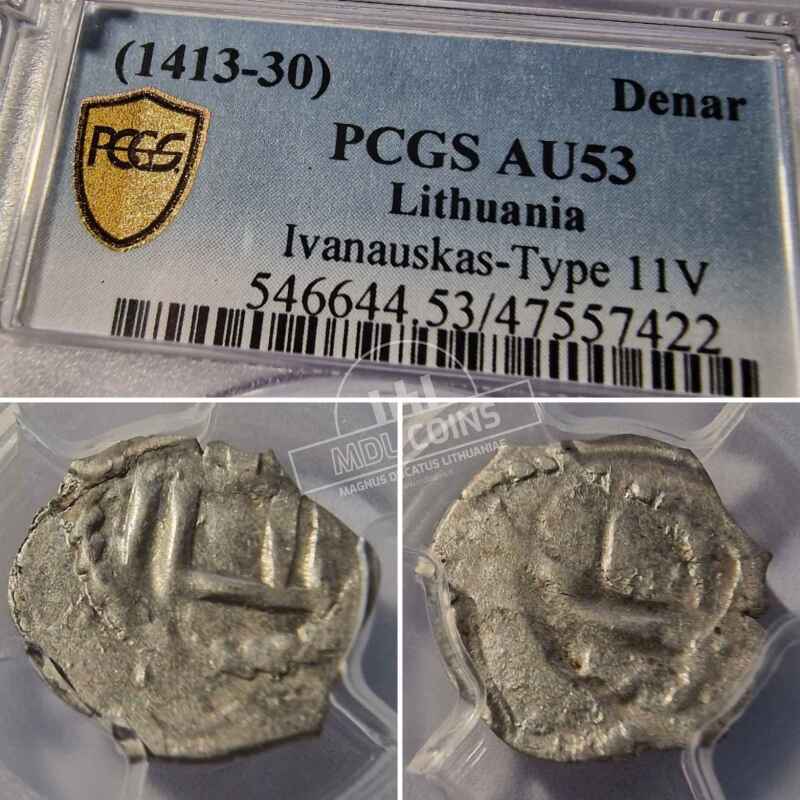 (1413-30)
Denar
PCGS
PCGS AU53
Lithuania
Ivanauskas-Type 11V
546644.53/47557422
MDL COINS
MAGNUS DUCATUS LITHUANIAE